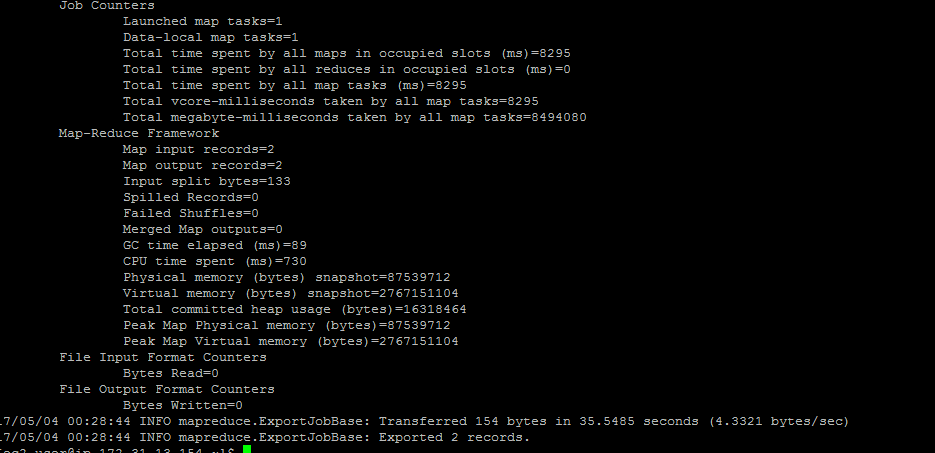 Job Counters
Launched map tasks=1
Data-local map tasks=1
Total time spent by all maps in occupied slots (ms)=8295
Total time spent by all reduces in occupied slots (ms)=0
Total time spent by all map tasks (ms)=8295
Total vcore-milliseconds taken by all map tasks=8295
Total megabyte-milliseconds taken by all map tasks=8494080
Map-Reduce Framework
Map input records=2
Map output records=2
Input split bytes=133
Spilled Records=0
Failed Shuffles=0
Merged Map outputs=0
GC time elapsed (ms)=89
CPU time spent (ms)=730
Physical memory (bytes) snapshot=87539712
Virtual memory (bytes) snapshot=2767151104
Total committed heap usage (bytes)=16318464
Peak Map Physical memory (bytes)=87539712
Peak Map Virtual memory (bytes)=2767151104
File Input Format Counters
Bytes Read=0
File Output Format Counters
Bytes Written=0
17/05/04 00:28:44 INFO mapreduce.ExportJobBase: Transferred 154 bytes in 35.5485 seconds (4.3321 bytes/sec)
17/05/04 00:28:44 INFO mapreduce.ExportJobBase: Exported 2 records.